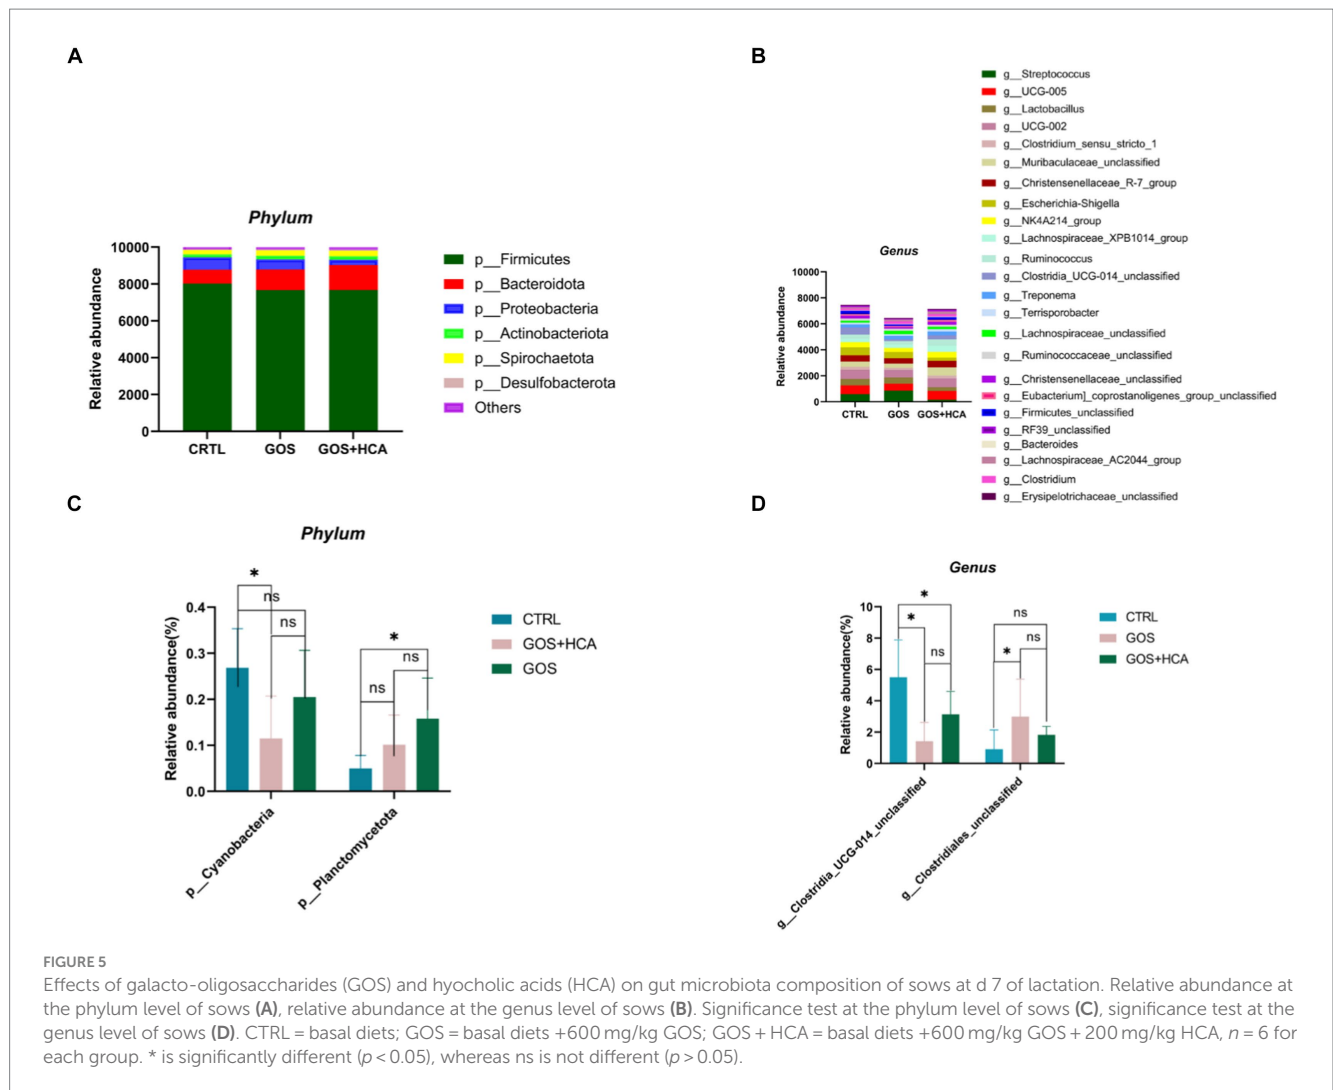 A
Phylum
10000
8000
6000
4000
2000
0
Relative abundance
CRTL GOS GOS+HCA
p__Firmicutes
p__Bacteroidota
p__Proteobacteria
p__Actinobacteriota
p__Spirochaetota
p__Desulfobacterota
Others
B
Genus
10000
8000
6000
4000
2000
0
Relative abundance
CTRL GOS GOS+HCA
g__Streptococcus
g__UCG-005
g__Lactobacillus
g__UCG-002
g__Clostridium_sensu_stricto_1
g__Muribaculaceae_unclassified
g__Christensenellaceae_R-7_group
g__Escherichia-Shigella
g__NK4A214_group
g__Lachnospiraceae_XPB1014_group
g__Ruminococcus
g__Clostridia_UCG-014_unclassified
g__Treponema
g__Terrisporobacter
g__Lachnospiraceae_unclassified
g__Ruminococcaceae_unclassified
g__Christensenellaceae_unclassified
g__Eubacterium]_coprostanoligenes_group_unclassified
g__Firmicutes_unclassified
g__RF39_unclassified
g__Bacteroides
g__Lachnospiraceae_AC2044_group
g__Clostridium
g__Erysipelotrichaceae_unclassified
C
Phylum
0.4
0.3
0.2
0.1
0.0
Relative abundance(%)
*
ns
ns
*
ns
ns
p__Cyanobacteria
p__Planctomycetota
CTRL
GOS+HCA
GOS
D
Genus
10
8
6
4
2
0
Relative abundance(%)
*
*
ns
ns
ns
*
g__Clostridia_UCG-014_unclassified
g__Clostridiales_unclassified
CTRL
GOS
GOS+HCA
FIGURE 5
Effects of galacto-oligosaccharides (GOS) and hyocholic acids (HCA) on gut microbiota composition of sows at d 7 of lactation. Relative abundance at
the phylum level of sows (A), relative abundance at the genus level of sows (B). Significance test at the phylum level of sows (C), significance test at the
genus level of sows (D). CTRL = basal diets; GOS = basal diets +600 mg/kg GOS; GOS + HCA = basal diets +600 mg/kg GOS + 200 mg/kg HCA, n = 6 for
each group. * is significantly different (p < 0.05), whereas ns is not different (p > 0.05).